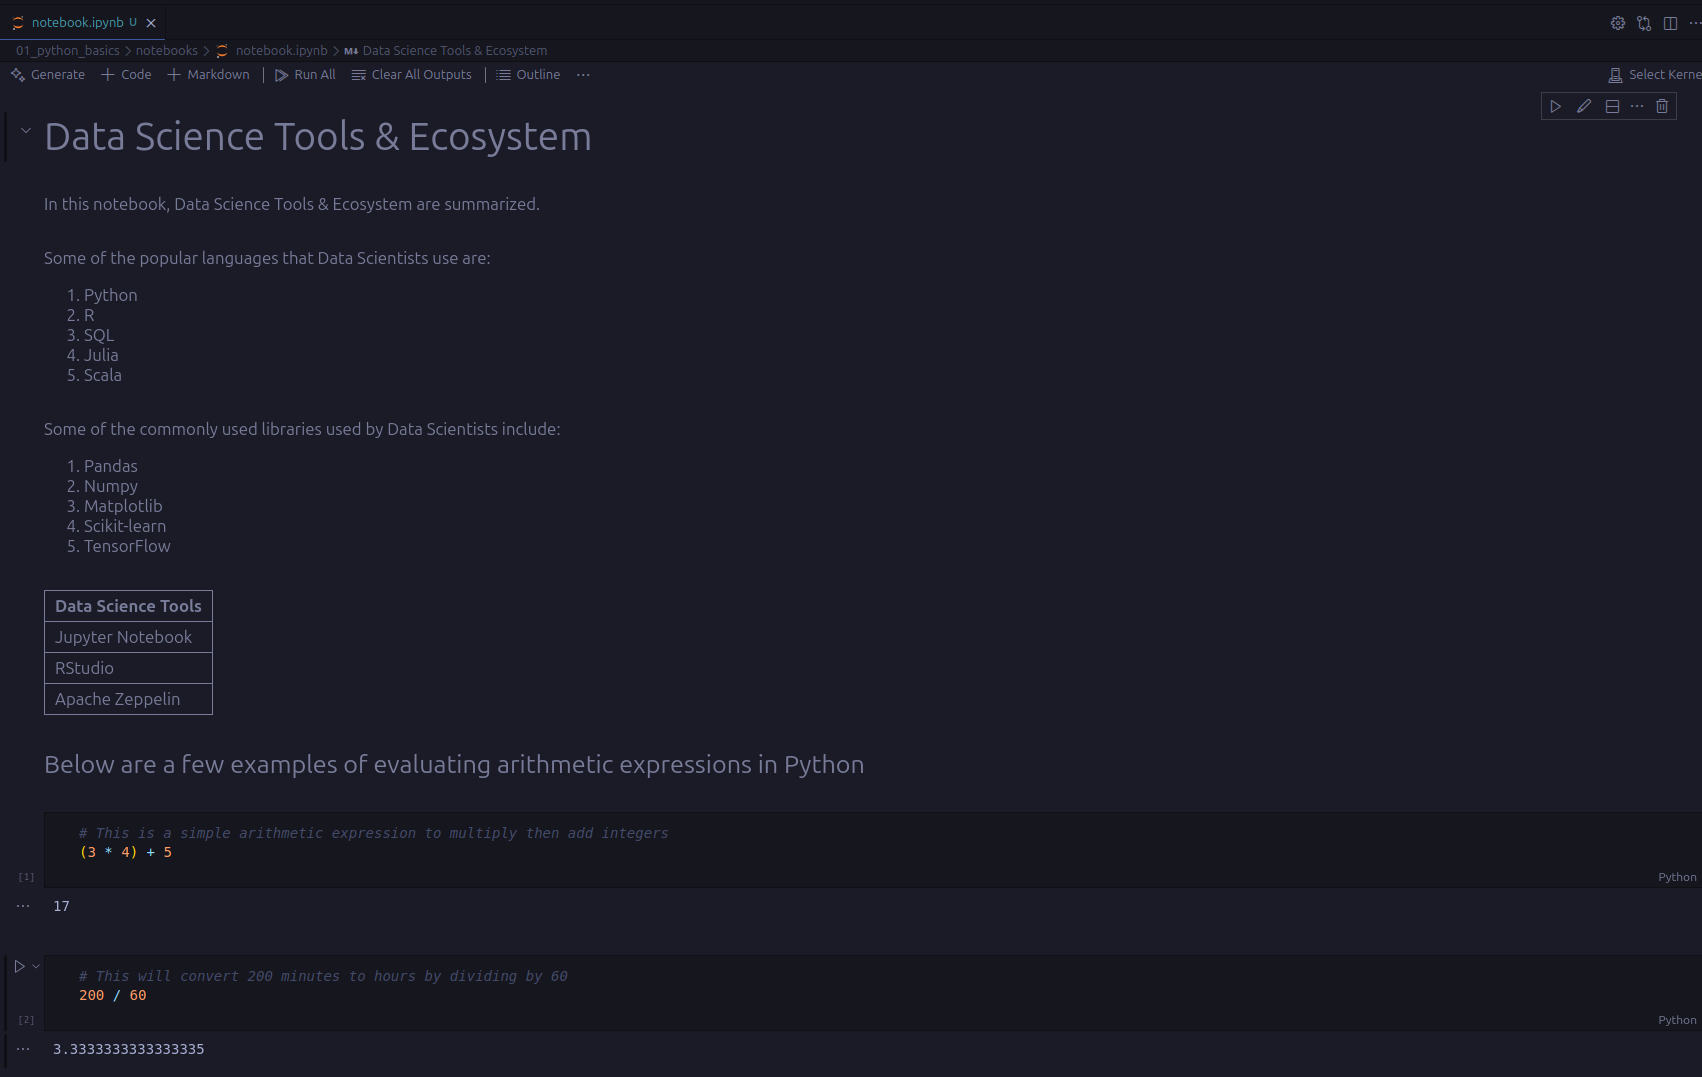 notebook.ipynb U
01_python_basics > notebooks > notebook.ipynb > M↓ Data Science Tools & Ecosystem
Generate + Code + Markdown | Run All Clear All Outputs | Outline ···
Select Kerne
Data Science Tools & Ecosystem
In this notebook, Data Science Tools & Ecosystem are summarized.
Some of the popular languages that Data Scientists use are:
1. Python
2. R
3. SQL
4. Julia
5. Scala
Some of the commonly used libraries used by Data Scientists include:
1. Pandas
2. Numpy
3. Matplotlib
4. Scikit-learn
5. TensorFlow
Data Science Tools
Jupyter Notebook
RStudio
Apache Zeppelin
Below are a few examples of evaluating arithmetic expressions in Python
# This is a simple arithmetic expression to multiply then add integers
(3 * 4) + 5
[1]
Python
17
# This will convert 200 minutes to hours by dividing by 60
200 / 60
[2]
Python
3.3333333333333335